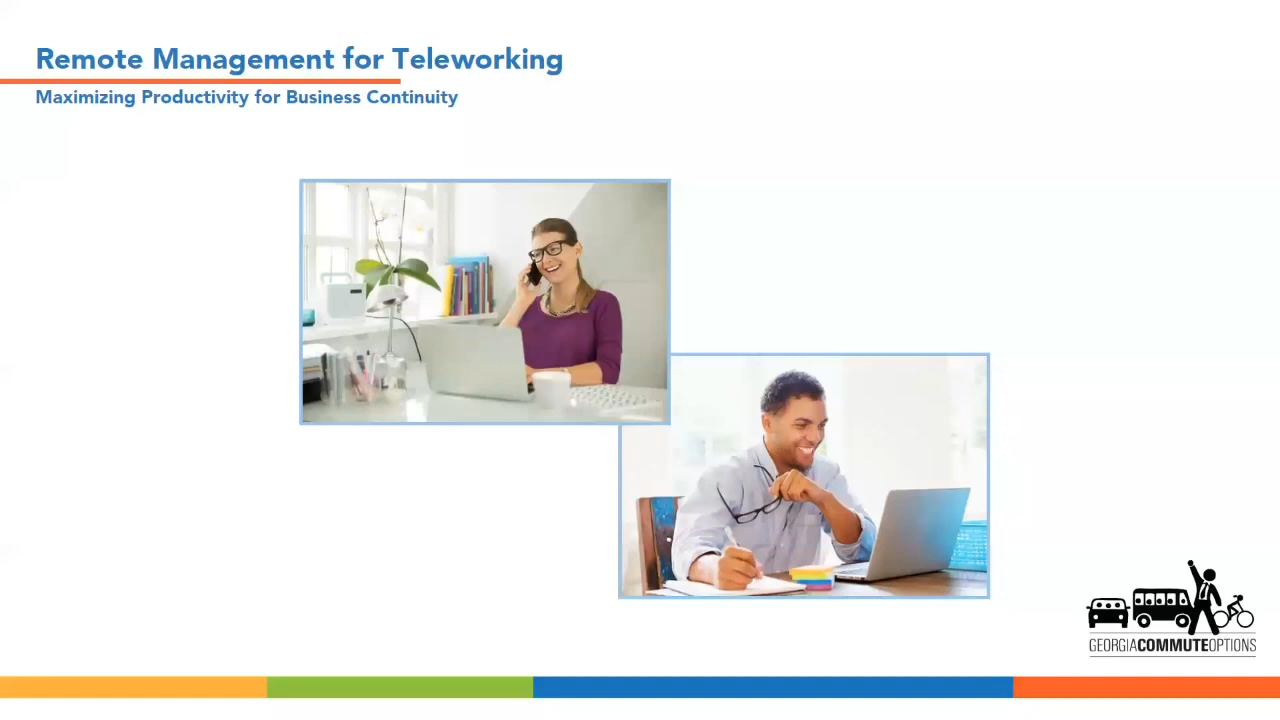 Remote Management for Teleworking
Maximizing Productivity for Business Continuity
GEORGIACOMMUTEOPTIONS